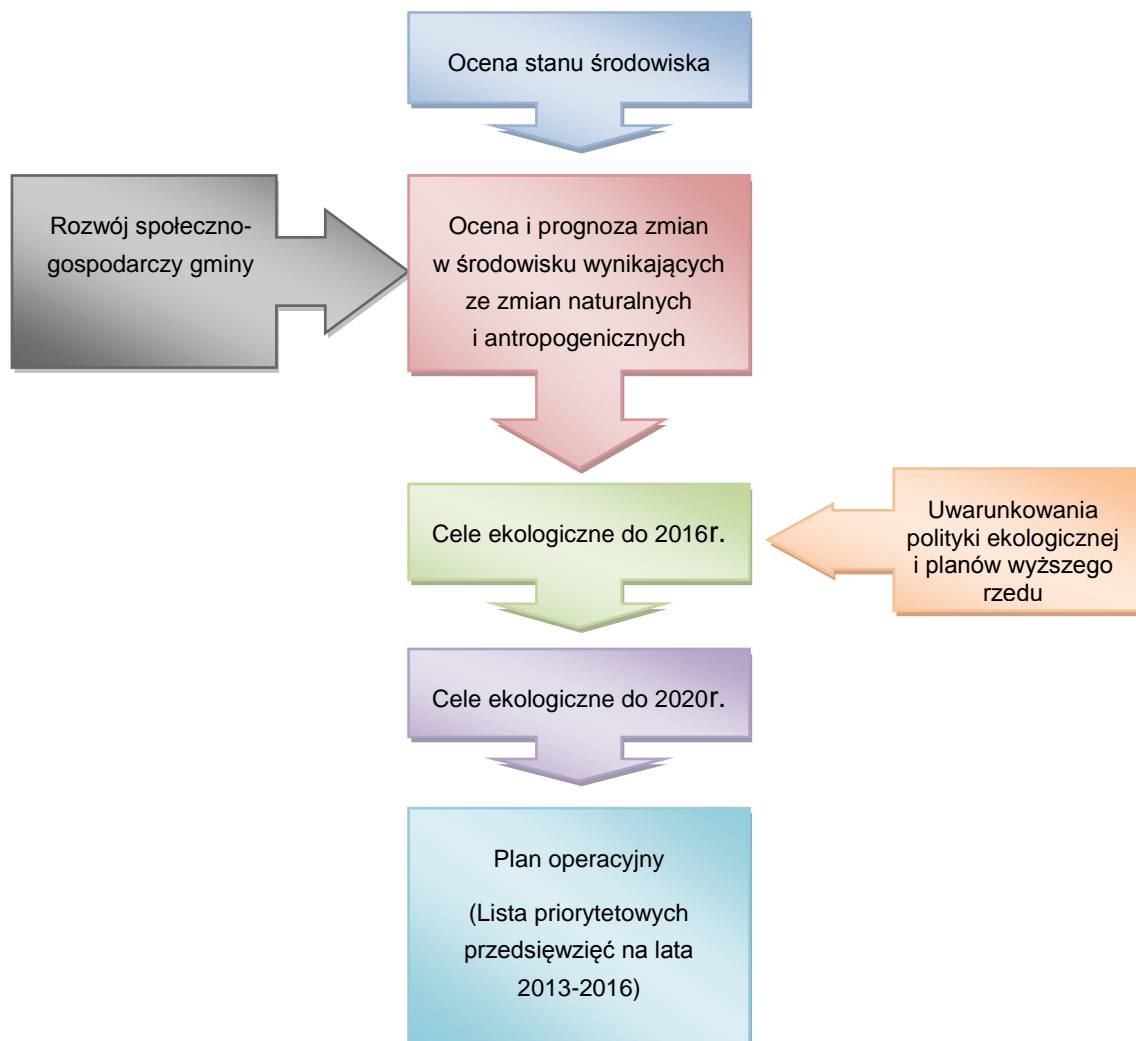 Ocena stanu środowiska
Rozwój społeczno-
gospodarczy gminy
Ocena i prognoza zmian
w środowisku wynikających
ze zmian naturalnych
i antropogenicznych
Cele ekologiczne do 2016r.
Uwarunkowania
polityki ekologicznej
i planów wyższego
rzedu
Cele ekologiczne do 2020r.
Plan operacyjny
(Lista priorytetowych
przedsięwzięć na lata
2013-2016)